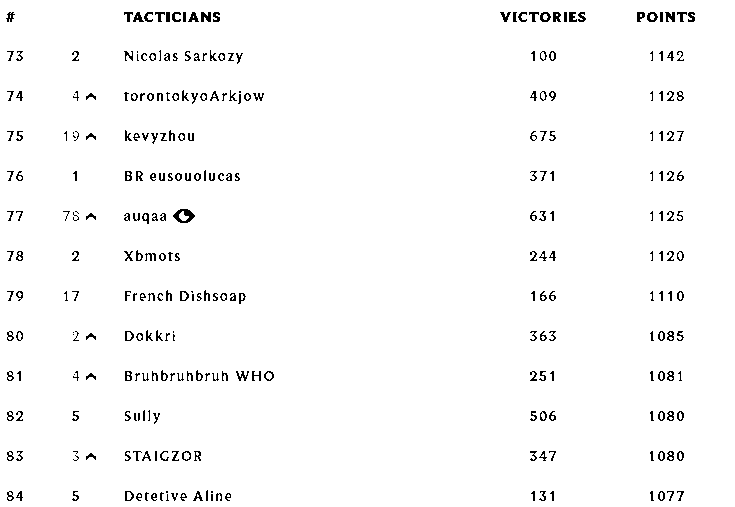 # TACTICIANS VICTORIES POINTS
73 2 Nicolas Sarkozy 100 1142
74 4 torontokyoArkjow 409 1128
75 19 kevyzhou 675 1127
76 1 BR eusouolucas 371 1126
77 78 auqaa 631 1125
78 2 Xbmots 244 1120
79 17 French Dishsoap 166 1110
80 2 Dokkri 363 1085
81 4 Bruhbruhbruh WHO 251 1081
82 5 Sully 506 1080
83 3 STAIGZOR 347 1080
84 5 Detetive Aline 131 1077